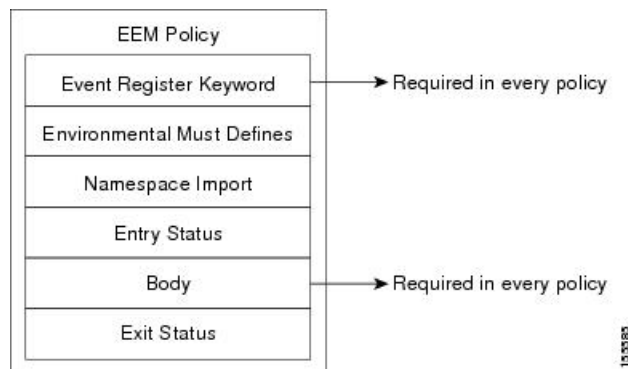 EEM Policy
Event Register Keyword
Required in every policy
Environmental Must Defines
Namespace Import
Entry Status
Body
Required in every policy
Exit Status
155585